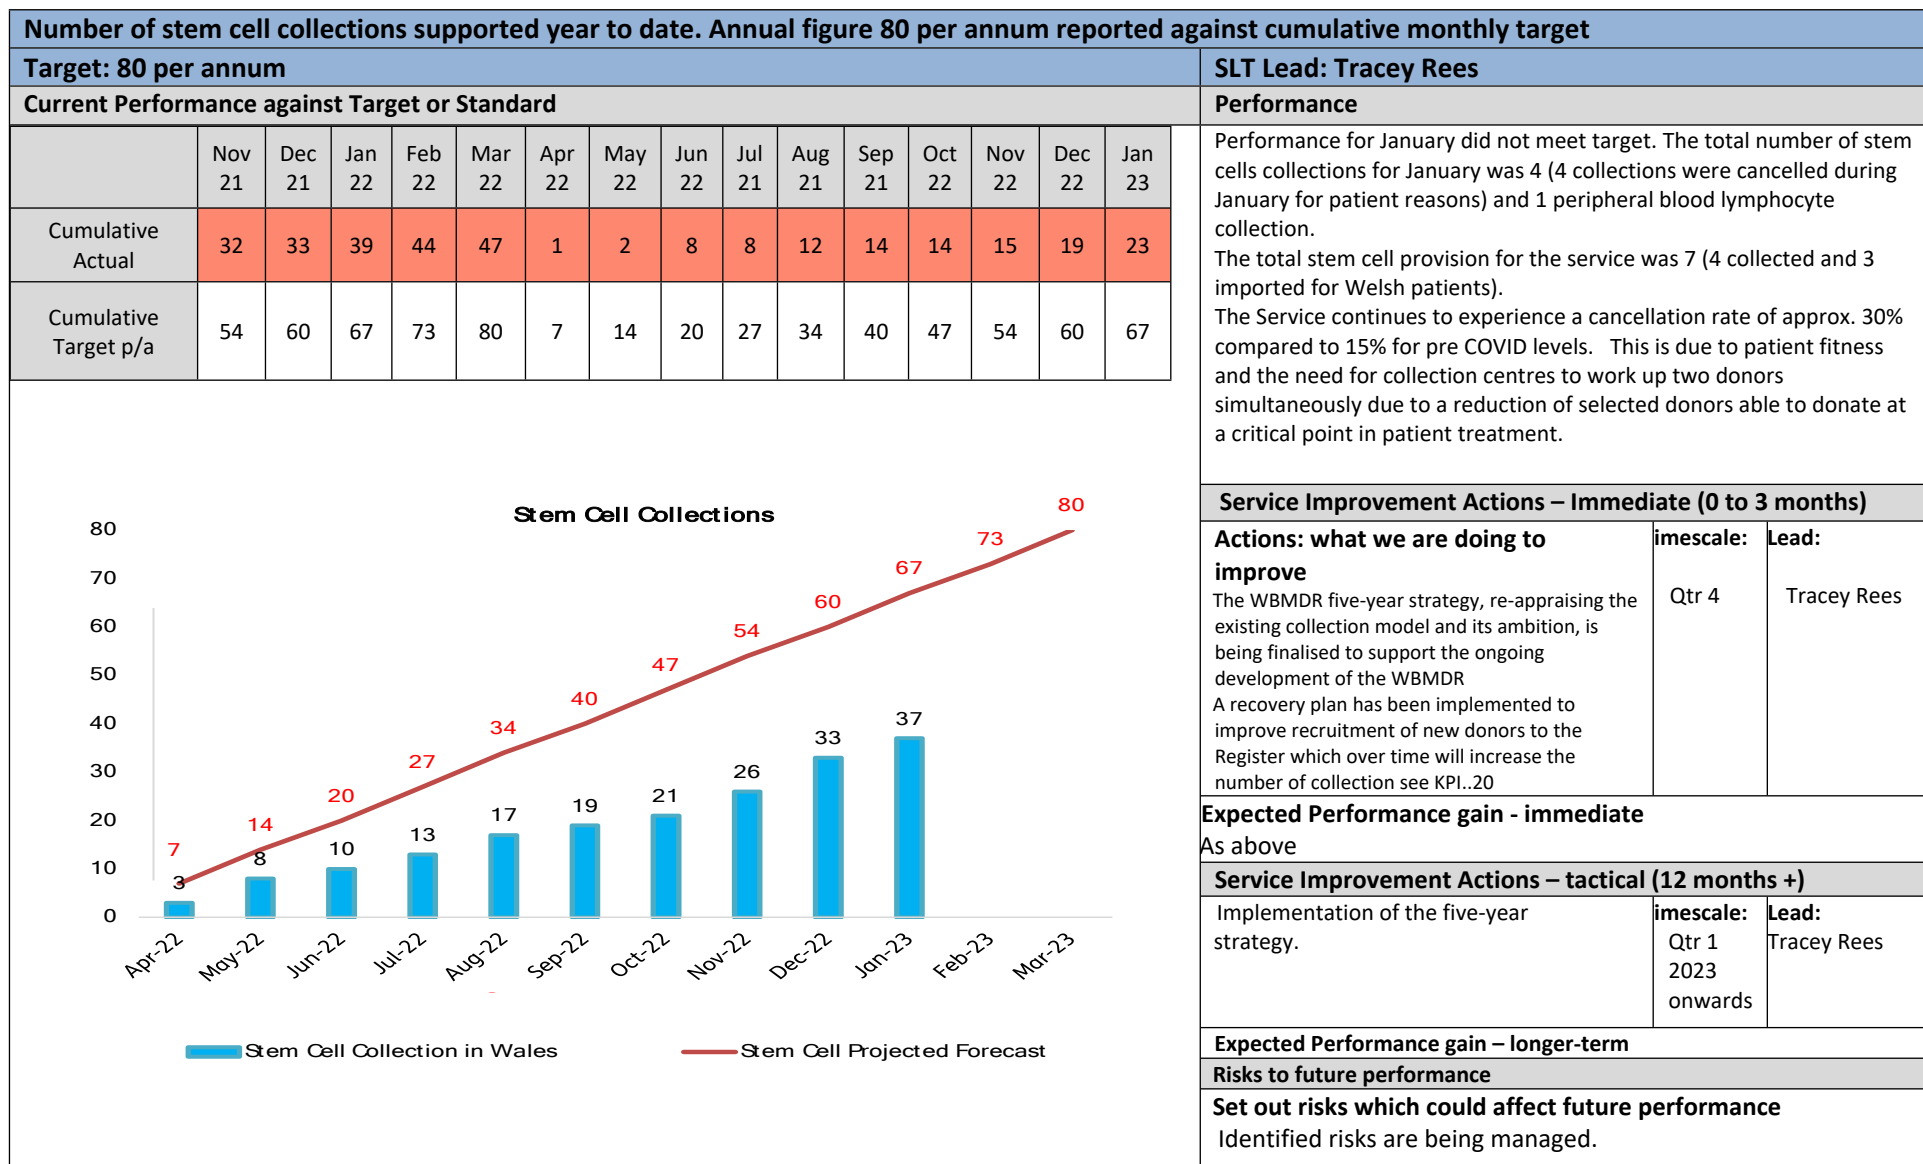 Number of stem cell collections supported year to date. Annual figure 80 per annum reported against cumulative monthly target
Target: 80 per annum
SLT Lead: Tracey Rees
Current Performance against Target or Standard
Performance
Nov 21 Dec 21 Jan 22 Feb 22 Mar 22 Apr 22 May 22 Jun 22 Jul 21 Aug 21 Sep 21 Oct 22 Nov 22 Dec 22 Jan 23
Cumulative Actual 32 33 39 44 47 1 2 8 8 12 14 14 15 19 23
Cumulative Target p/a 54 60 67 73 80 7 14 20 27 34 40 47 54 60 67
Performance for January did not meet target. The total number of stem
cells collections for January was 4 (4 collections were cancelled during
January for patient reasons) and 1 peripheral blood lymphocyte
collection.
The total stem cell provision for the service was 7 (4 collected and 3
imported for Welsh patients).
The Service continues to experience a cancellation rate of approx. 30%
compared to 15% for pre COVID levels. This is due to patient fitness
and the need for collection centres to work up two donors
simultaneously due to a reduction of selected donors able to donate at
a critical point in patient treatment.
Stem Cell Collections
80
70
60
50
40
30
20
10
0
7 14 20 27 34 40 47 54 60 67 73 80
3 8 10 13 17 19 21 26 33 37
Apr-22 May-22 Jun-22 Jul-22 Aug-22 Sep-22 Oct-22 Nov-22 Dec-22 Jan-23 Feb-23 Mar-23
Stem Cell Collection in Wales
Stem Cell Projected Forecast
Service Improvement Actions – Immediate (0 to 3 months)
Actions: what we are doing to
improve
The WBMDR five-year strategy, re-appraising the
existing collection model and its ambition, is
being finalised to support the ongoing
development of the WBMDR
A recovery plan has been implemented to
improve recruitment of new donors to the
Register which over time will increase the
number of collection see KPI..20
imescale:
Qtr 4
Lead:
Tracey Rees
Expected Performance gain - immediate
As above
Service Improvement Actions – tactical (12 months +)
Implementation of the five-year
strategy.
imescale:
Qtr 1
2023
onwards
Lead:
Tracey Rees
Expected Performance gain – longer-term
Risks to future performance
Set out risks which could affect future performance
Identified risks are being managed.